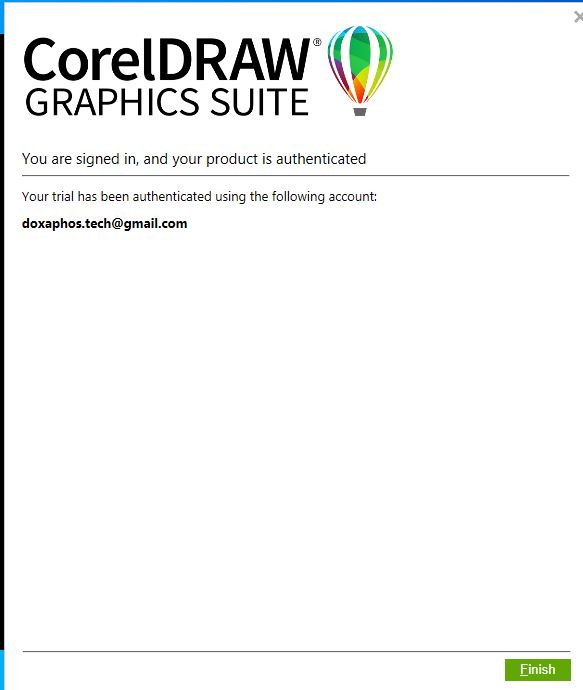 CorelDRAW®
GRAPHICS SUITE
You are signed in, and your product is authenticated
Your trial has been authenticated using the following account:
doxaphos.tech@gmail.com
Finish